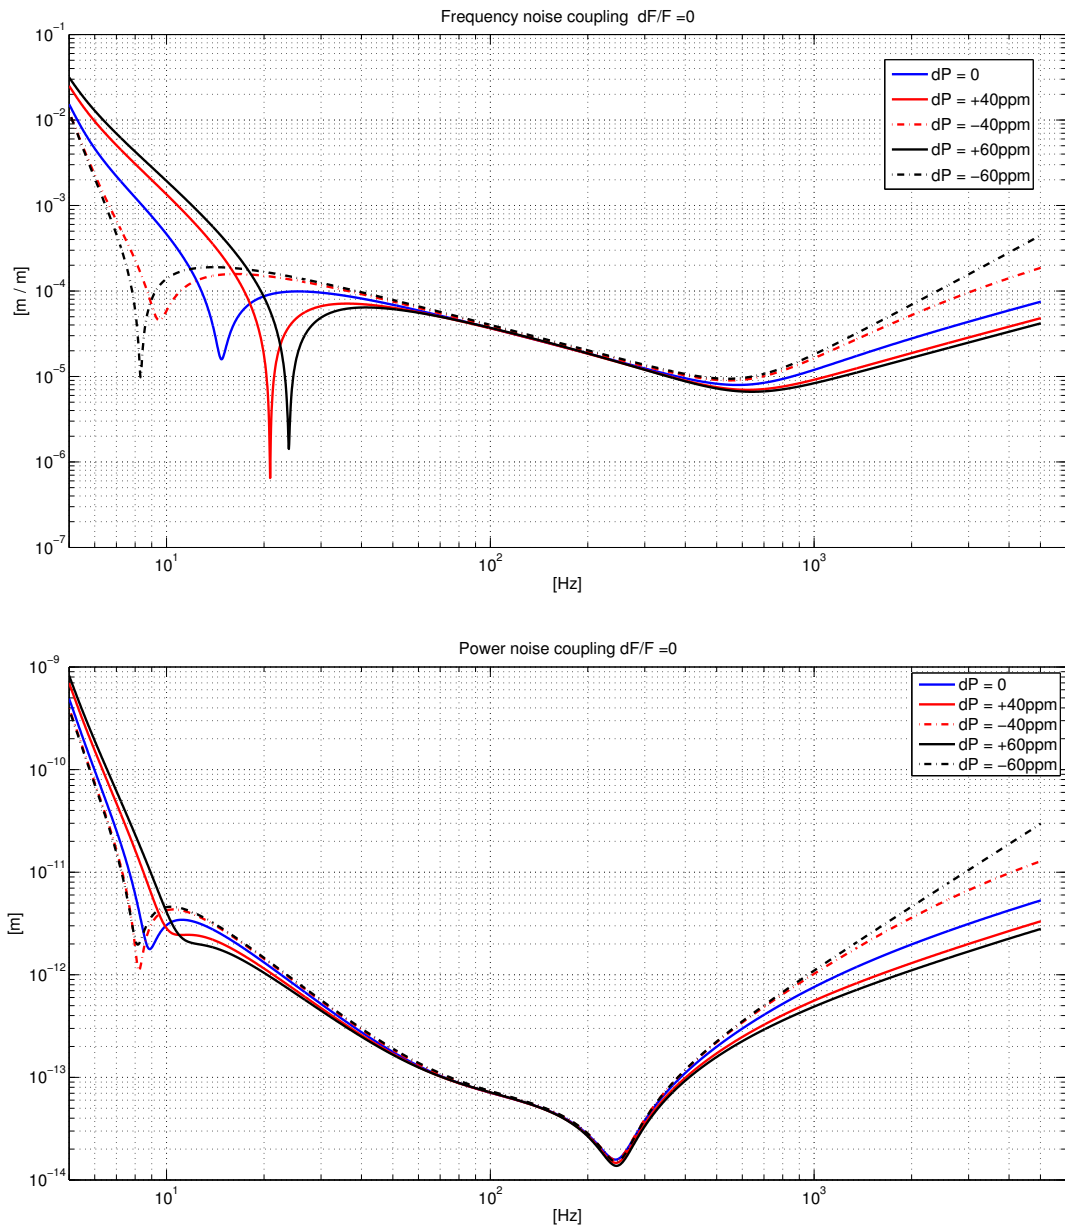 Frequency noise coupling dF/F =0
10^-1
10^-2
10^-3
10^-4
10^-5
10^-6
10^-7
[m / m]
dP = 0
dP = +40ppm
dP = −40ppm
dP = +60ppm
dP = −60ppm
10^1
10^2
10^3
[Hz]
Power noise coupling dF/F =0
10^-9
10^-10
10^-11
10^-12
10^-13
10^-14
[m]
dP = 0
dP = +40ppm
dP = −40ppm
dP = +60ppm
dP = −60ppm
10^1
10^2
10^3
[Hz]